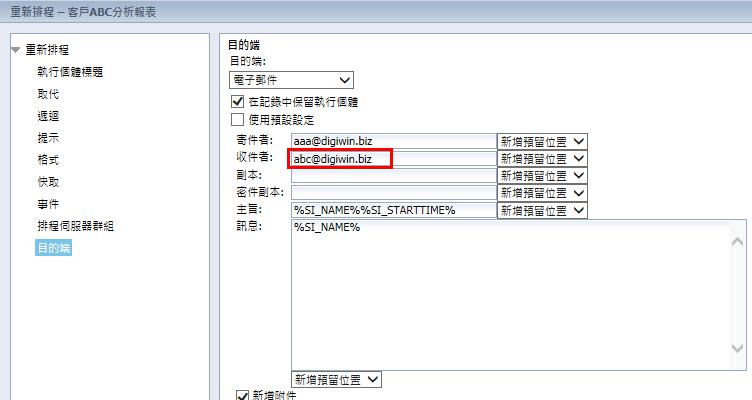 重新排程 – 客戶ABC分析報表
重新排程
執行個體標題
取代
週迴
提示
格式
快取
事件
排程伺服器群組
目的端
目的端
目的端:
電子郵件
在記錄中保留執行個體
使用預設設定
寄件者: aaa@digiwin.biz 新增預留位置
收件者: abc@digiwin.biz 新增預留位置
副本: 新增預留位置
密件副本: 新增預留位置
主旨: %SI_NAME%%SI_STARTTIME% 新增預留位置
訊息: %SI_NAME%
新增預留位置
新增附件